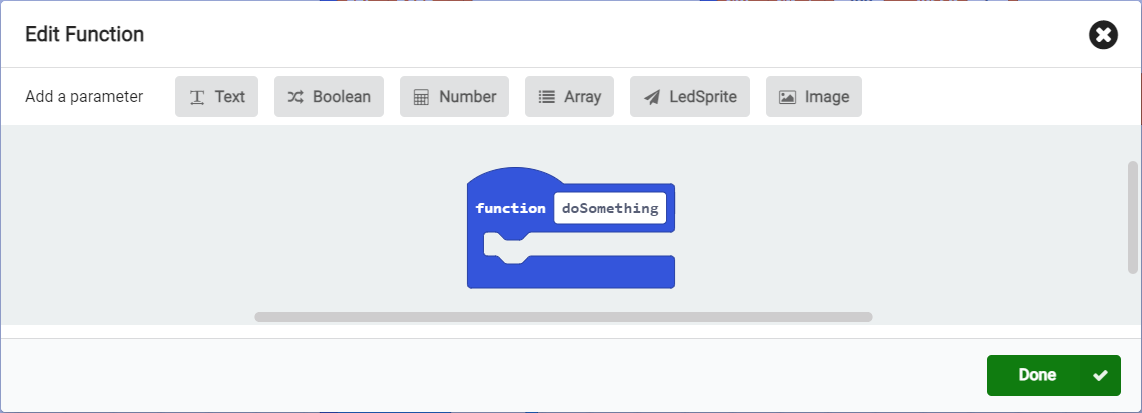 Edit Function
Add a parameter Text Boolean Number Array LedSprite Image
function doSomething
Done